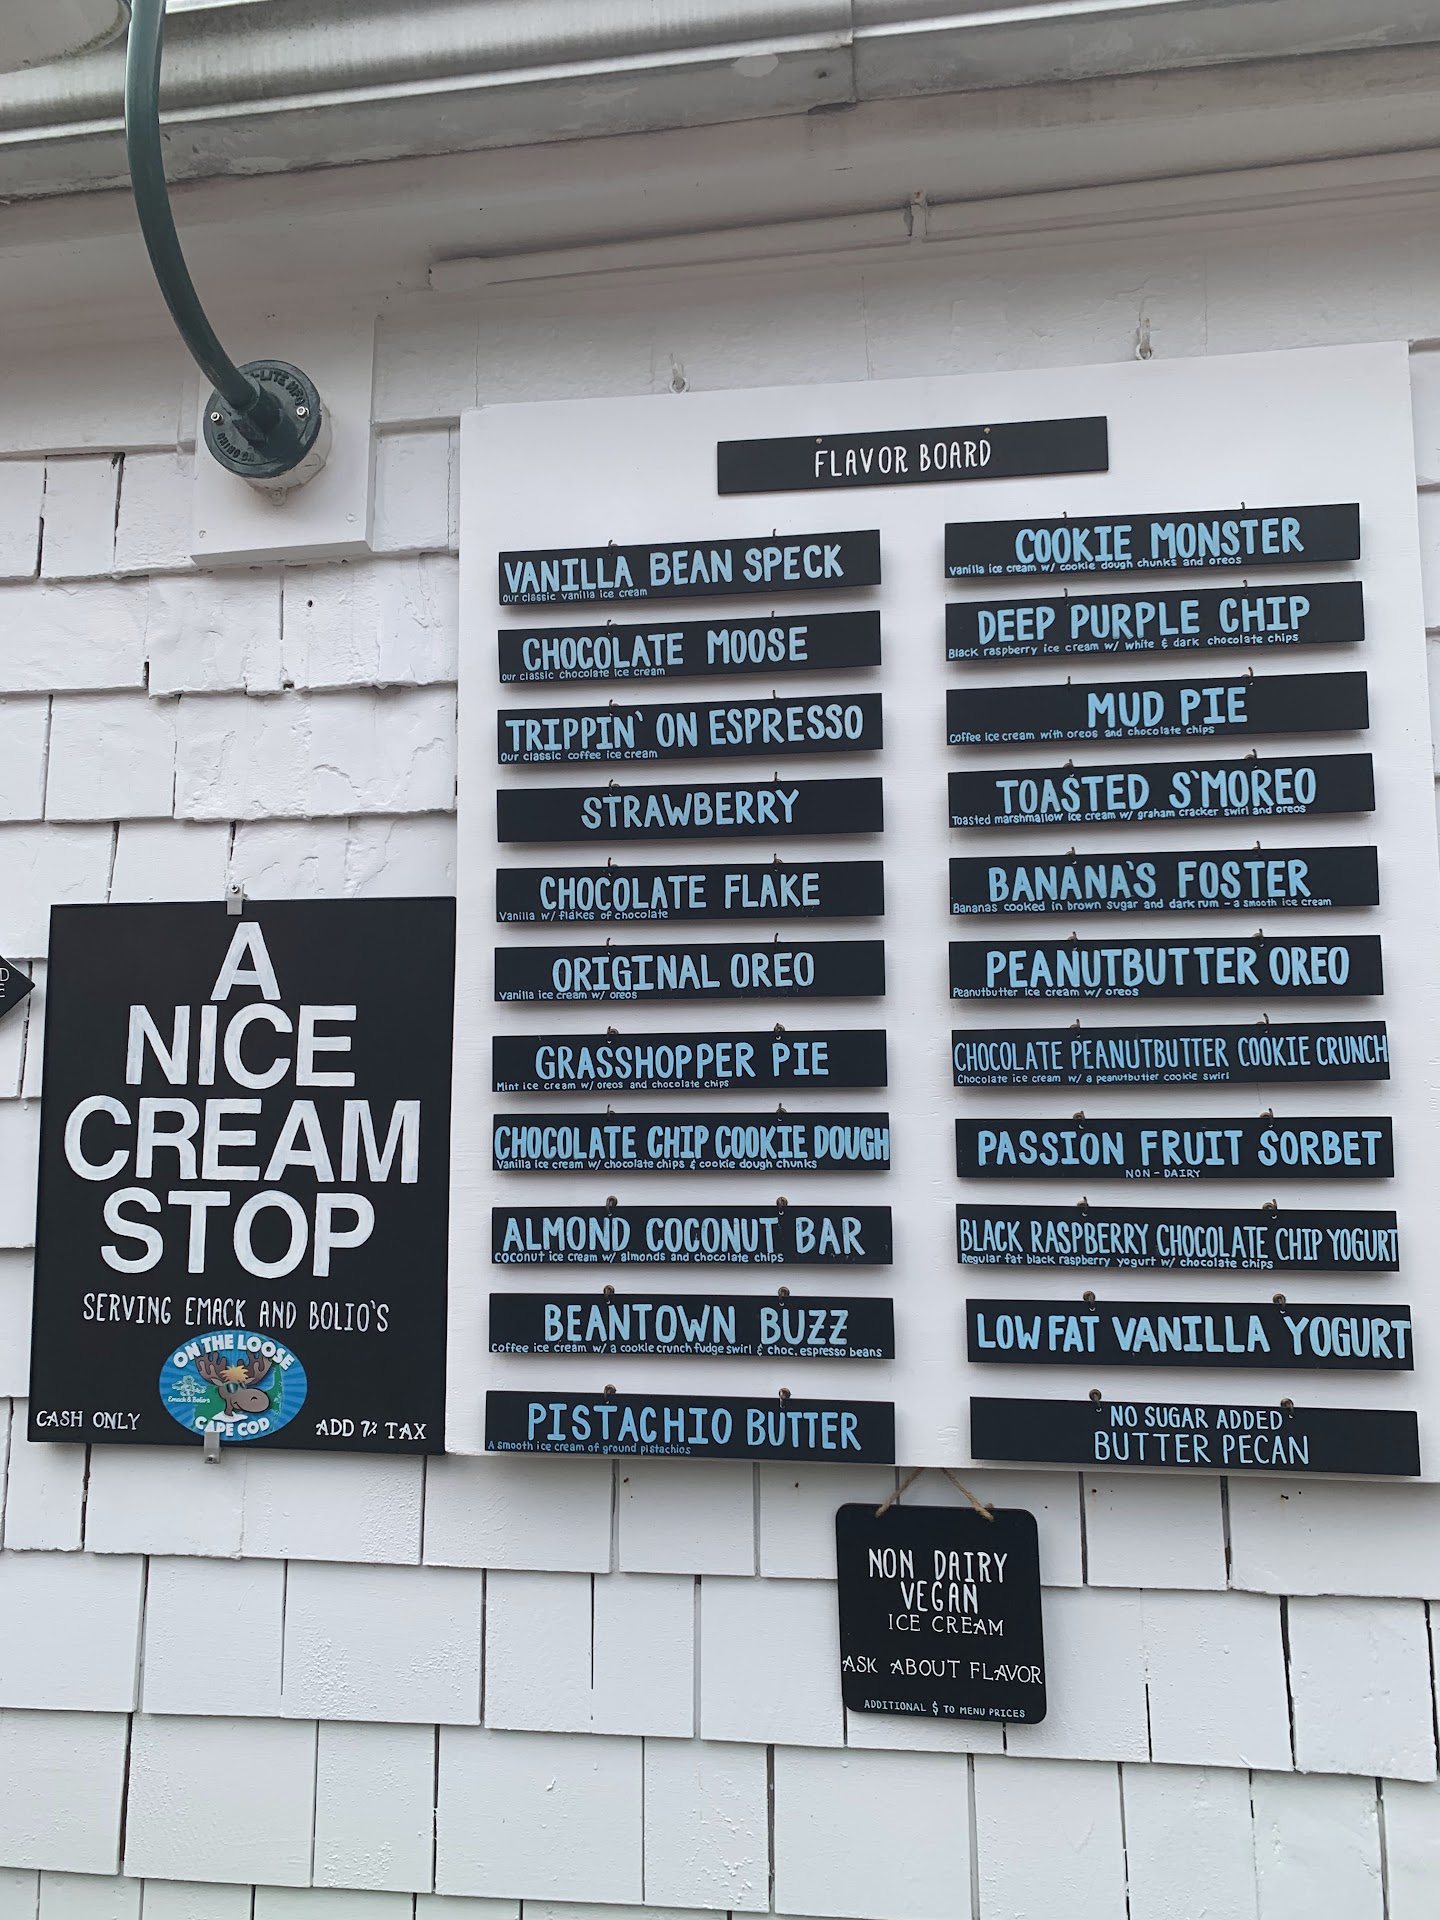 FLAVOR BOARD
VANILLA BEAN SPECK
Our classic vanilla ice cream
CHOCOLATE MOOSE
Our classic chocolate ice cream
TRIPPIN' ON ESPRESSO
Our classic coffee ice cream
STRAWBERRY
CHOCOLATE FLAKE
Vanilla w/ flakes of chocolate
ORIGINAL OREO
Vanilla ice cream w/ oreos
GRASSHOPPER PIE
Mint ice cream w/ oreos and chocolate chips
CHOCOLATE CHIP COOKIE DOUGH
Vanilla ice cream w/ chocolate chips & cookie dough chunks
ALMOND COCONUT BAR
Coconut ice cream w/ almonds and chocolate chips
BEANTOWN BUZZ
Coffee ice cream w/ a cookie crunch fudge swirl & choc. espresso beans
PISTACHIO BUTTER
A smooth ice cream of ground pistachios
COOKIE MONSTER
Vanilla ice cream w/ cookie dough chunks and oreos
DEEP PURPLE CHIP
Black raspberry ice cream w/ white & dark chocolate chips
MUD PIE
Coffee ice cream with oreos and chocolate chips
TOASTED S'MOREO
Toasted marshmallow ice cream w/ graham cracker swirl and oreos
BANANA'S FOSTER
Bananas cooked in brown sugar and dark rum - a smooth ice cream
PEANUTBUTTER OREO
Peanutbutter ice cream w/ oreos
CHOCOLATE PEANUTBUTTER COOKIE CRUNCH
Chocolate ice cream w/ a peanutbutter cookie swirl
PASSION FRUIT SORBET
NON-DAIRY
BLACK RASPBERRY CHOCOLATE CHIP YOGURT
Regular fat black raspberry yogurt w/ chocolate chips
LOW FAT VANILLA YOGURT
NO SUGAR ADDED
BUTTER PECAN
A
NICE
CREAM
STOP
SERVING EMACK AND BOLIO'S
ON THE LOOSE
Emack & Bolio's
CAPE COD
CASH ONLY
ADD 7% TAX
NON DAIRY
VEGAN
ICE CREAM
ASK ABOUT FLAVOR
ADDITIONAL $ TO MENU PRICES